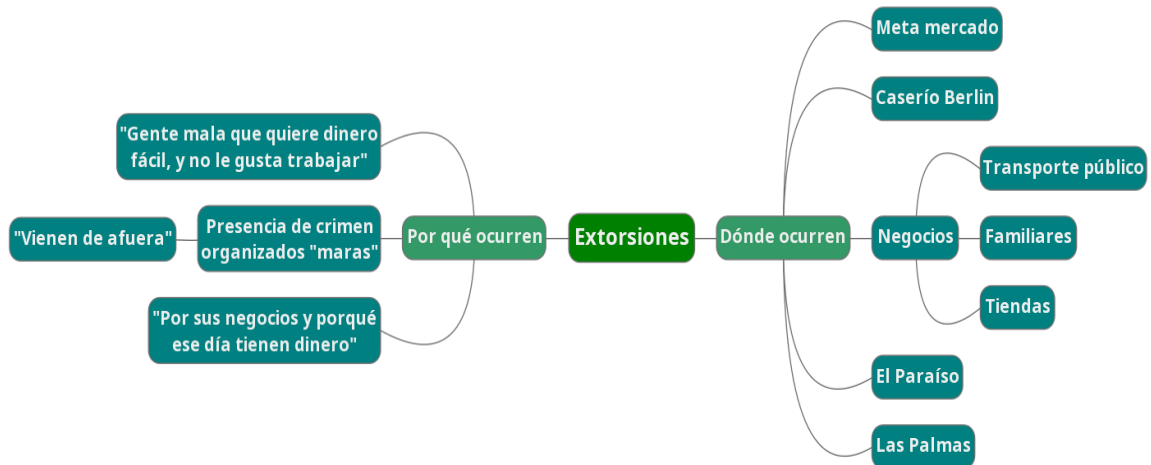 Extorsiones
Por qué ocurren
"Gente mala que quiere dinero
fácil, y no le gusta trabajar"
Presencia de crimen
organizados "maras"
"Vienen de afuera"
"Por sus negocios y porqué
ese día tienen dinero"
Dónde ocurren
Meta mercado
Caserío Berlin
Negocios
Transporte público
Familiares
Tiendas
El Paraíso
Las Palmas